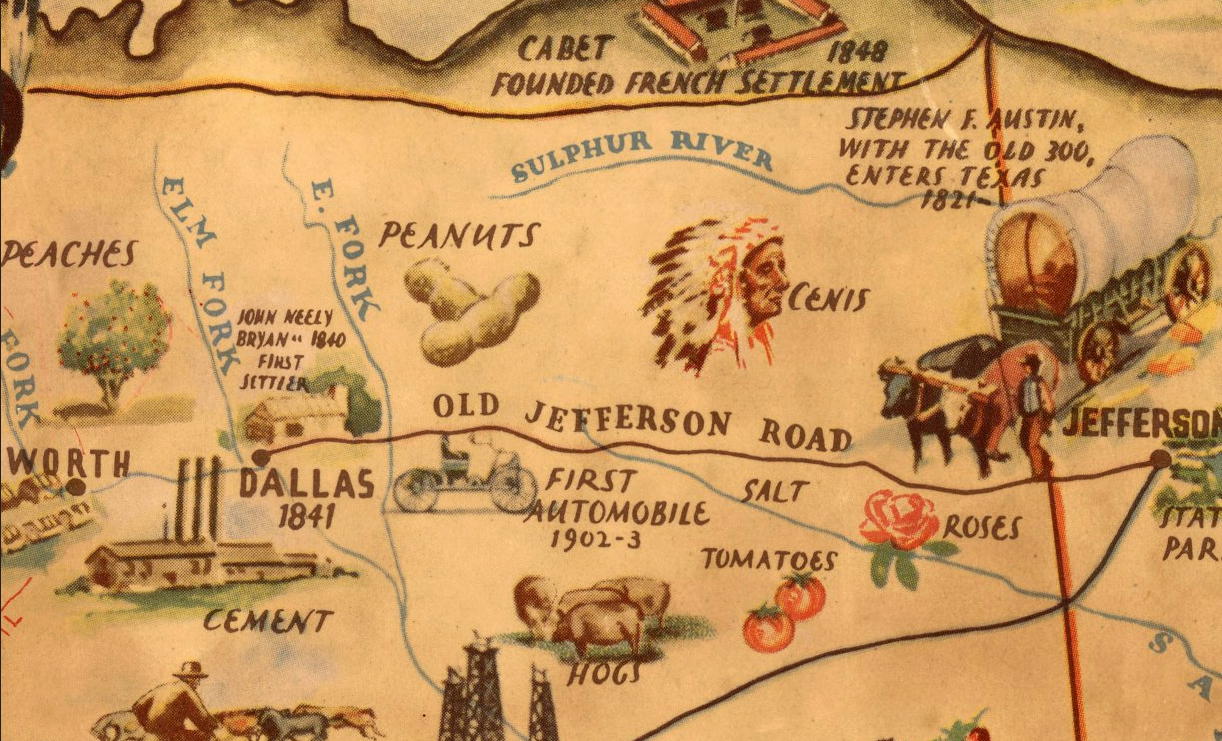 CABET 1848
FOUNDED FRENCH SETTLEMENT
STEPHEN F. AUSTIN,
WITH THE OLD 300,
ENTERS TEXAS
1821-
SULPHUR RIVER
ELM FORK
E. FORK
PEANUTS
PEACHES
CENIS
JOHN NEELY
BRYAN-- 1840
FIRST
SETTLER
FORK
OLD JEFFERSON ROAD
JEFFERSON
WORTH
DALLAS
1841
FIRST
AUTOMOBILE
1902-3
SALT
ROSES
STAT
PAR
TOMATOES
CEMENT
HOGS
S A